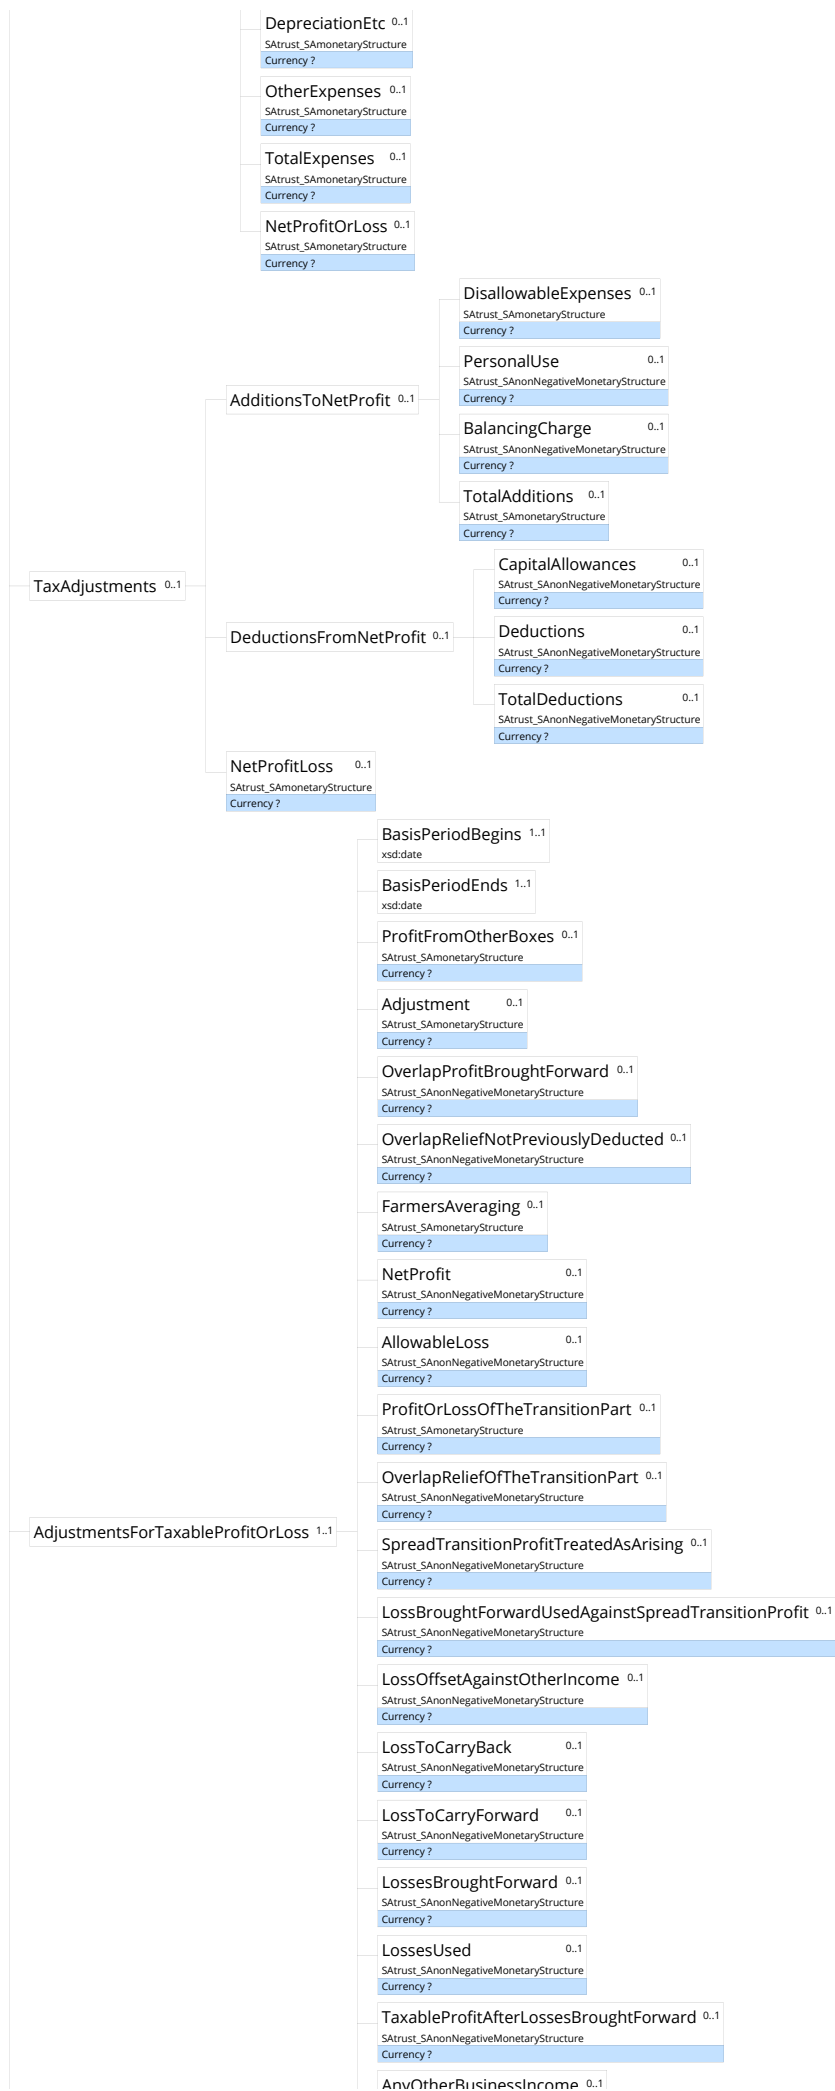 DepreciationEtc 0..1
SAtrust_SAmonetaryStructure
Currency ?
OtherExpenses 0..1
SAtrust_SAmonetaryStructure
Currency ?
TotalExpenses 0..1
SAtrust_SAmonetaryStructure
Currency ?
NetProfitOrLoss 0..1
SAtrust_SAmonetaryStructure
Currency ?
DisallowableExpenses 0..1
SAtrust_SAmonetaryStructure
Currency ?
PersonalUse 0..1
SAtrust_SAnonNegativeMonetaryStructure
Currency ?
AdditionsToNetProfit 0..1
BalancingCharge 0..1
SAtrust_SAnonNegativeMonetaryStructure
Currency ?
TotalAdditions 0..1
SAtrust_SAmonetaryStructure
Currency ?
CapitalAllowances 0..1
SAtrust_SAnonNegativeMonetaryStructure
Currency ?
TaxAdjustments 0..1
Deductions 0..1
SAtrust_SAnonNegativeMonetaryStructure
Currency ?
DeductionsFromNetProfit 0..1
TotalDeductions 0..1
SAtrust_SAnonNegativeMonetaryStructure
Currency ?
NetProfitLoss 0..1
SAtrust_SAmonetaryStructure
Currency ?
BasisPeriodBegins 1..1
xsd:date
BasisPeriodEnds 1..1
xsd:date
ProfitFromOtherBoxes 0..1
SAtrust_SAmonetaryStructure
Currency ?
Adjustment 0..1
SAtrust_SAmonetaryStructure
Currency ?
OverlapProfitBroughtForward 0..1
SAtrust_SAnonNegativeMonetaryStructure
Currency ?
OverlapReliefNotPreviouslyDeducted 0..1
SAtrust_SAnonNegativeMonetaryStructure
Currency ?
FarmersAveraging 0..1
SAtrust_SAmonetaryStructure
Currency ?
NetProfit 0..1
SAtrust_SAnonNegativeMonetaryStructure
Currency ?
AllowableLoss 0..1
SAtrust_SAnonNegativeMonetaryStructure
Currency ?
ProfitOrLossOfTheTransitionPart 0..1
SAtrust_SAmonetaryStructure
Currency ?
OverlapReliefOfTheTransitionPart 0..1
SAtrust_SAnonNegativeMonetaryStructure
Currency ?
AdjustmentsForTaxableProfitOrLoss 1..1
SpreadTransitionProfitTreatedAsArising 0..1
SAtrust_SAnonNegativeMonetaryStructure
Currency ?
LossBroughtForwardUsedAgainstSpreadTransitionProfit 0..1
SAtrust_SAnonNegativeMonetaryStructure
Currency ?
LossOffsetAgainstOtherIncome 0..1
SAtrust_SAnonNegativeMonetaryStructure
Currency ?
LossToCarryBack 0..1
SAtrust_SAnonNegativeMonetaryStructure
Currency ?
LossToCarryForward 0..1
SAtrust_SAnonNegativeMonetaryStructure
Currency ?
LossesBroughtForward 0..1
SAtrust_SAnonNegativeMonetaryStructure
Currency ?
LossesUsed 0..1
SAtrust_SAnonNegativeMonetaryStructure
Currency ?
TaxableProfitAfterLossesBroughtForward 0..1
SAtrust_SAnonNegativeMonetaryStructure
Currency ?
AnyOtherBusinessIncome 0..1